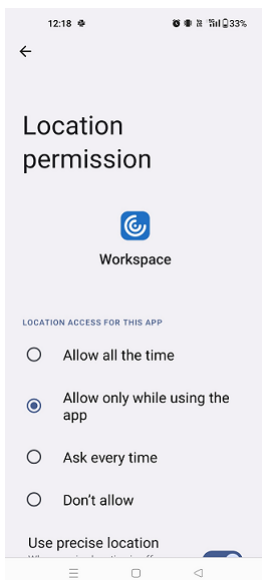 12:18 33%
Location
permission
Workspace
LOCATION ACCESS FOR THIS APP
Allow all the time
Allow only while using the
app
Ask every time
Don't allow
Use precise location